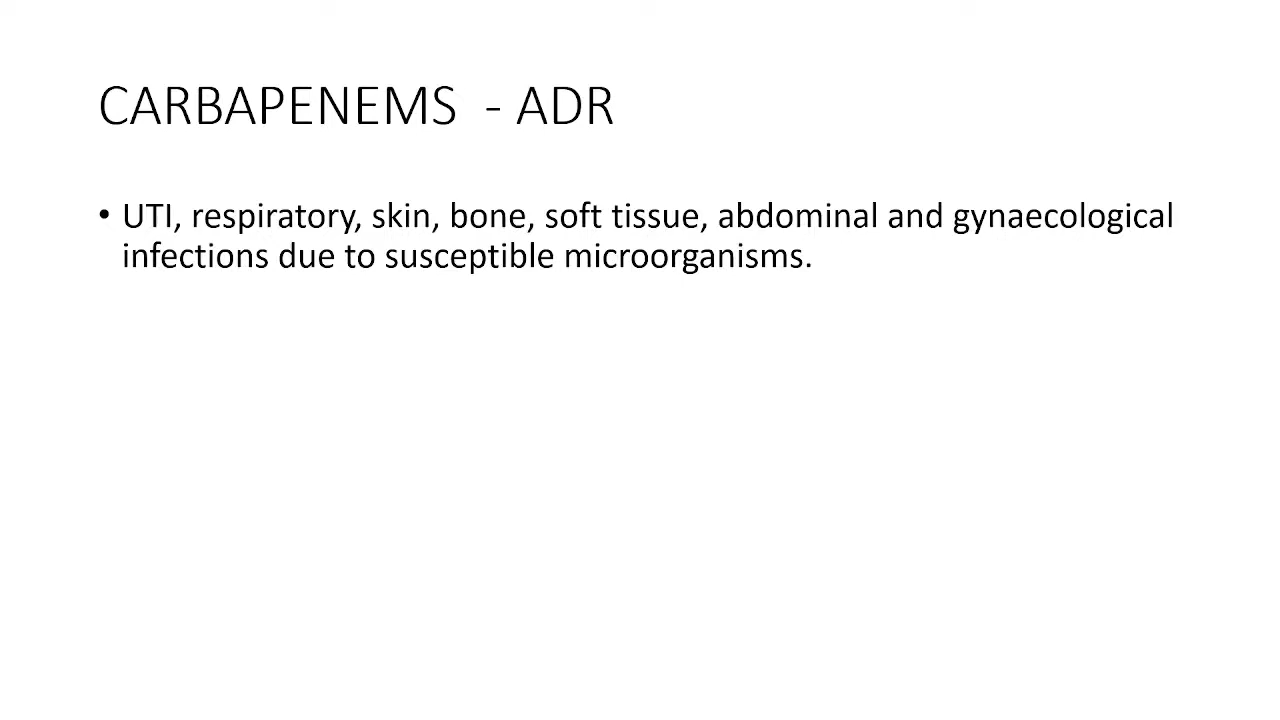 CARBAPENEMS  - ADR
• UTI, respiratory, skin, bone, soft tissue, abdominal and gynaecological
infections due to susceptible microorganisms.